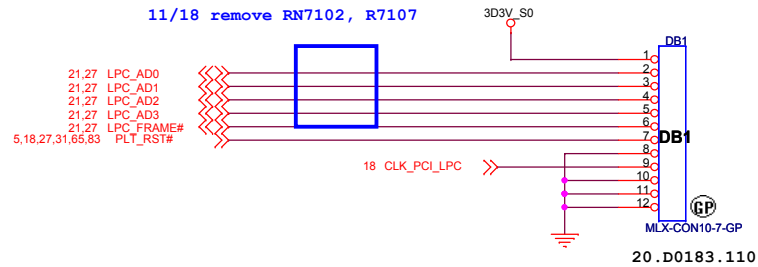 11/18 remove RN7102, R7107
3D3V_S0
DB1
1
21,27 LPC_AD0
2
21,27 LPC_AD1
3
21,27 LPC_AD2
4
21,27 LPC_AD3
5
21,27 LPC_FRAME#
6
5,18,27,31,65,83 PLT_RST#
7
DB1
8
18 CLK_PCI_LPC
9
10
11
12
GP
MLX-CON10-7-GP
20.D0183.110